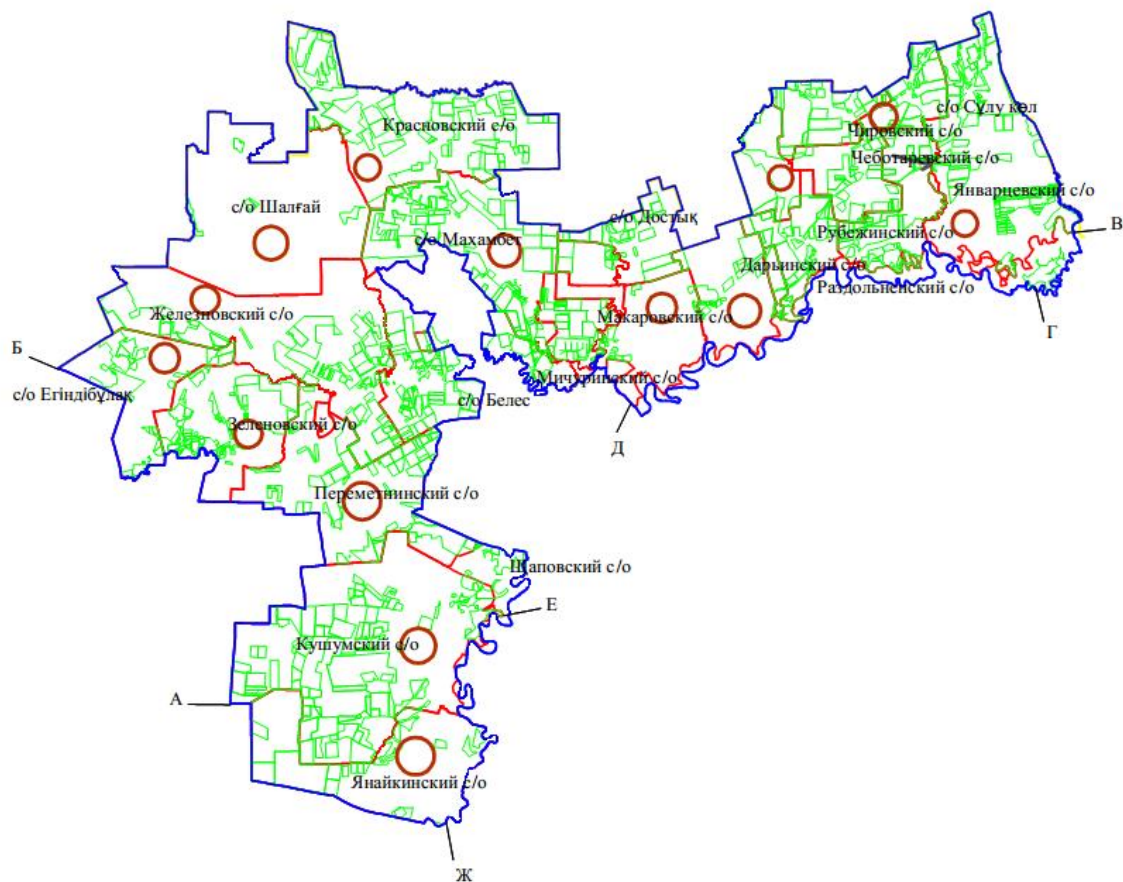 с/о Сұлу көл
Красновский с/о
Чировский с/о
Чеботаревский с/о
Январцевский с/о
с/о Шалғай
с/о Достық
В
с/о Махамбет
Рубежинский с/о
Дарьинский с/о
Раздольненский с/о
Железновский с/о
Макаровский с/о
Г
Б
Мичуринский с/о
с/о Егіндібұлақ
с/о Белес
Зеленовский с/о
Д
Переметнинский с/о
Щаповский с/о
Е
Кушумский с/о
А
Янайкинский с/о
Ж